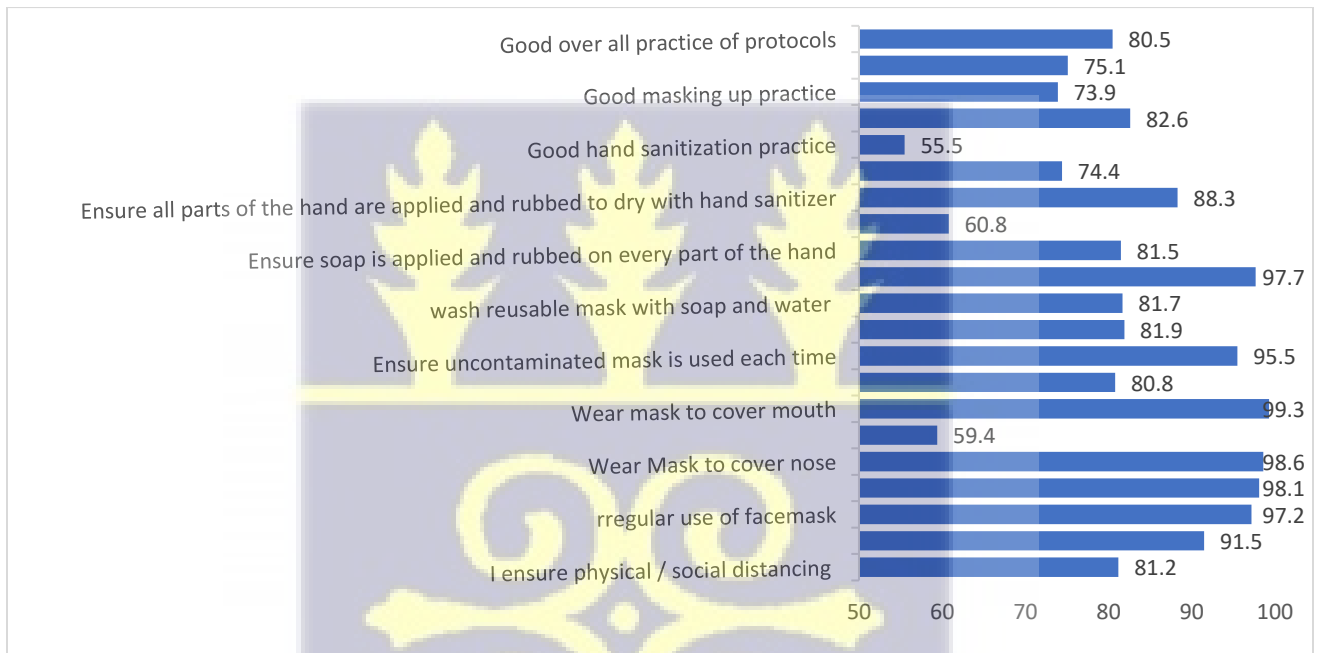 Good over all practice of protocols 80.5
75.1
Good masking up practice 73.9
82.6
Good hand sanitization practice 55.5
74.4
Ensure all parts of the hand are applied and rubbed to dry with hand sanitizer 88.3
60.8
Ensure soap is applied and rubbed on every part of the hand 81.5
97.7
wash reusable mask with soap and water 81.7
81.9
Ensure uncontaminated mask is used each time 95.5
80.8
Wear mask to cover mouth 99.3
59.4
Wear Mask to cover nose 98.6
98.1
rregular use of facemask 97.2
91.5
I ensure physical / social distancing 81.2
50 60 70 80 90 100